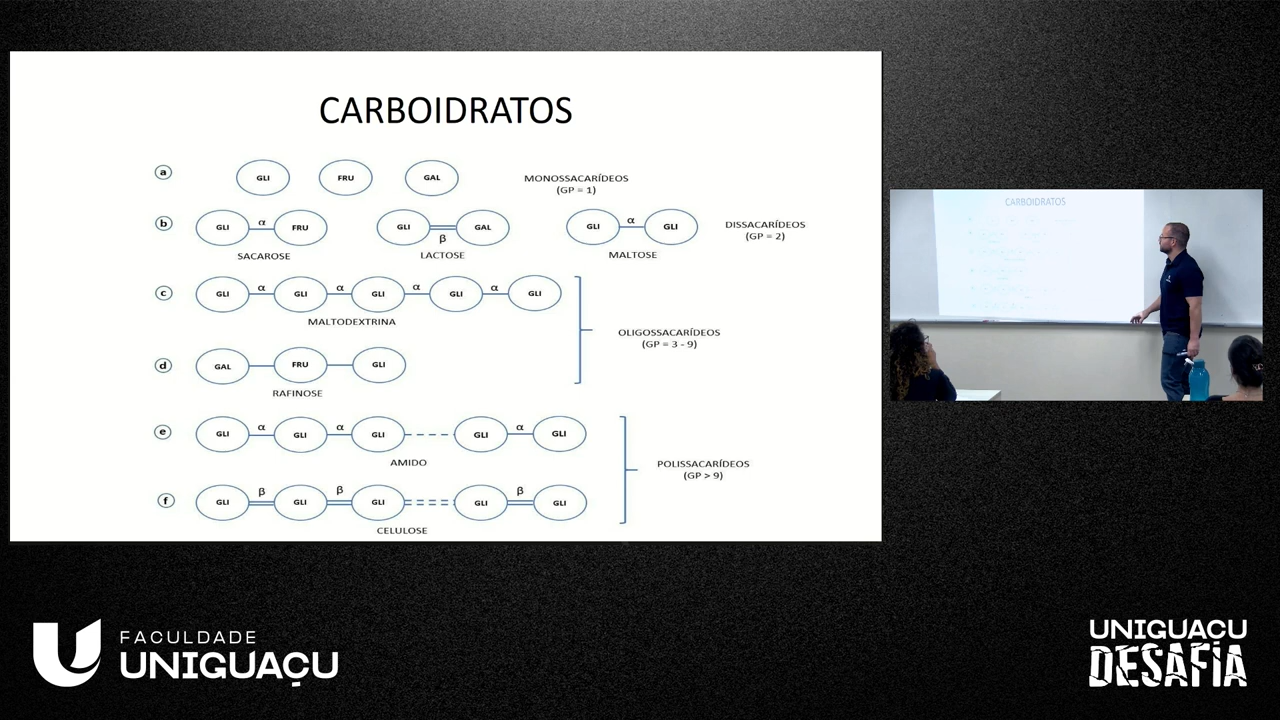 CARBOIDRATOS
a GLI FRU GAL MONOSSACARÍDEOS
(GP = 1)
b GLI α FRU GLI β GAL GLI α GLI DISSACARÍDEOS
(GP = 2)
SACAROSE LACTOSE MALTOSE
c GLI α GLI α GLI α GLI α GLI
MALTODEXTRINA
OLIGOSSACARÍDEOS
(GP = 3 - 9)
d GAL FRU GLI
RAFINOSE
e GLI α GLI α GLI GLI α GLI
AMIDO
POLISSACARÍDEOS
(GP > 9)
f GLI β GLI β GLI GLI β GLI
CELULOSE
CARBOIDRATOS
FACULDADE
UNIGUAÇU
UNIGUAÇU
DESAFIA